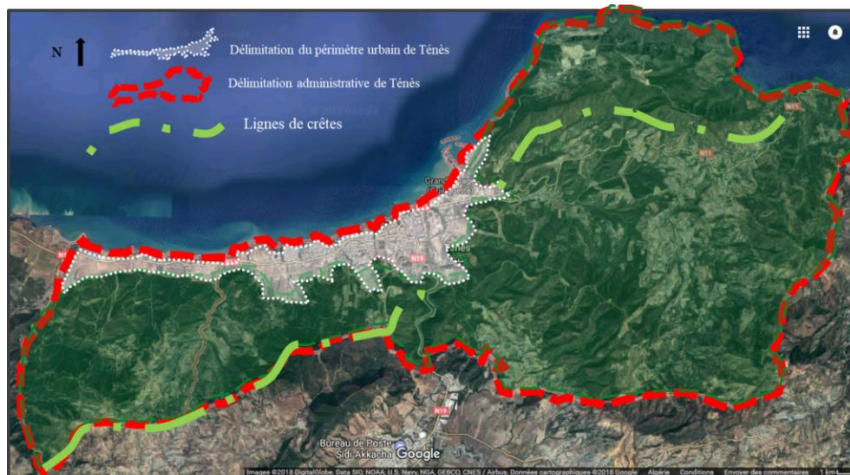 N
Délimitation du périmètre urbain de Ténès
Délimitation administrative de Ténès
Lignes de crêtes
N11
N11
N19
N19
Bureau de Poste
Sidi Akkacha
Google
Images ©2018 DigitalGlobe, Data SIO, NOAA, U.S. Navy, NGA, GEBCO, CNES / Airbus, Données cartographiques ©2018 Google Algérie Conditions Envoyer des commentaires 1 km